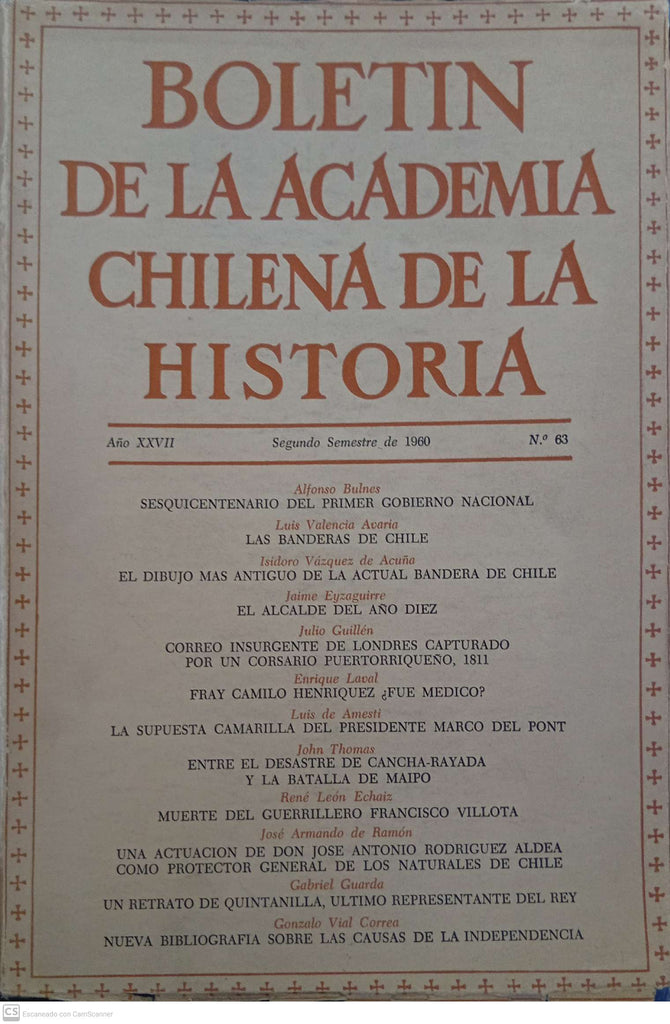 BOLETIN
DE LA ACADEMIA
CHILENA DE LA
HISTORIA
Año XXVII Segundo Semestre de 1960 N.º 63
Alfonso Bulnes
SESQUICENTENARIO DEL PRIMER GOBIERNO NACIONAL
Luis Valencia Avaria
LAS BANDERAS DE CHILE
Isidoro Vázquez de Acuña
EL DIBUJO MAS ANTIGUO DE LA ACTUAL BANDERA DE CHILE
Jaime Eyzaguirre
EL ALCALDE DEL AÑO DIEZ
Julio Guillén
CORREO INSURGENTE DE LONDRES CAPTURADO
POR UN CORSARIO PUERTORRIQUEÑO, 1811
Enrique Laval
FRAY CAMILO HENRIQUEZ ¿FUE MEDICO?
Luis de Amesti
LA SUPUESTA CAMARILLA DEL PRESIDENTE MARCO DEL PONT
John Thomas
ENTRE EL DESASTRE DE CANCHA-RAYADA
Y LA BATALLA DE MAIPO
René León Echaiz
MUERTE DEL GUERRILLERO FRANCISCO VILLOTA
José Armando de Ramón
UNA ACTUACION DE DON JOSE ANTONIO RODRIGUEZ ALDEA
COMO PROTECTOR GENERAL DE LOS NATURALES DE CHILE
Gabriel Guarda
UN RETRATO DE QUINTANILLA, ULTIMO REPRESENTANTE DEL REY
Gonzalo Vial Correa
NUEVA BIBLIOGRAFIA SOBRE LAS CAUSAS DE LA INDEPENDENCIA
CS Escaneado con CamScanner